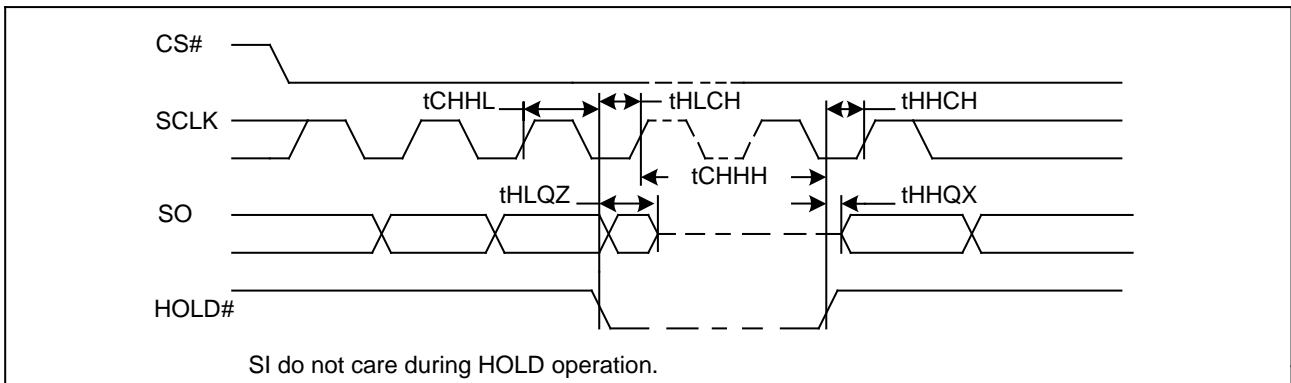 CS#
tCHHL
tHLCH
tHHCH
SCLK
tCHHH
tHLQZ
tHHQX
SO
HOLD#
SI do not care during HOLD operation.